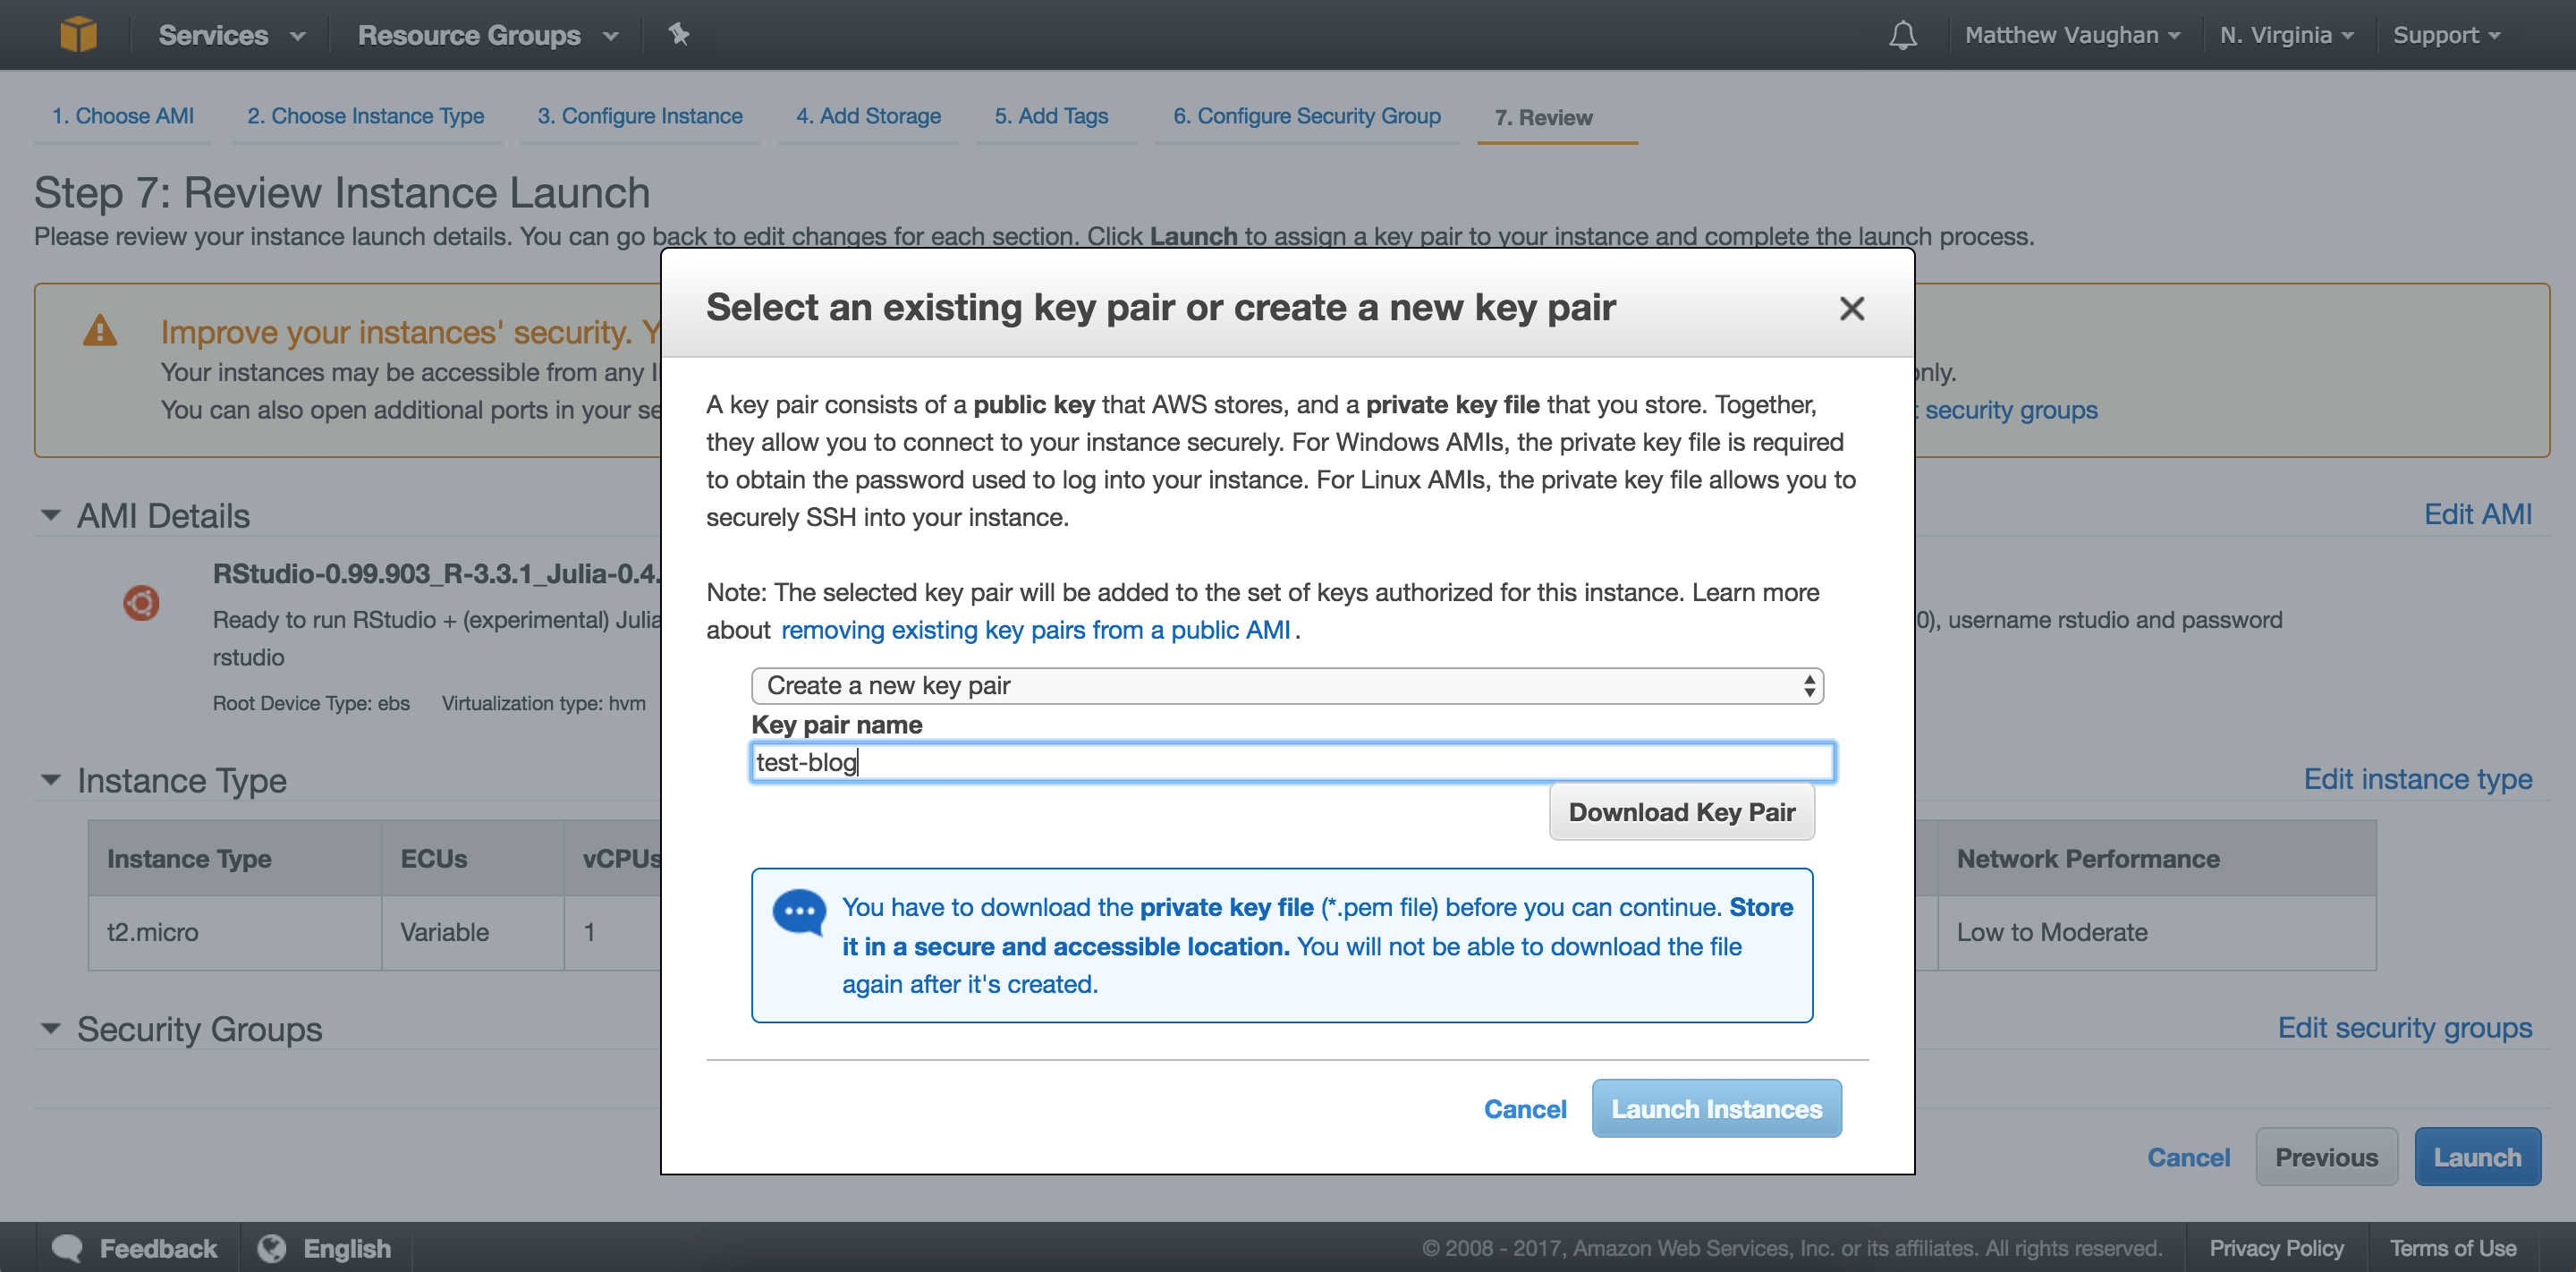 Services
Resource Groups
Matthew Vaughan
N. Virginia
Support
1. Choose AMI
2. Choose Instance Type
3. Configure Instance
4. Add Storage
5. Add Tags
6. Configure Security Group
7. Review
Step 7: Review Instance Launch
Please review your instance launch details. You can go back to edit changes for each section. Click Launch to assign a key pair to your instance and complete the launch process.
Improve your instances' security. Y
Your instances may be accessible from any I
only.
You can also open additional ports in your se
security groups
AMI Details
Edit AMI
RStudio-0.99.903_R-3.3.1_Julia-0.4.
Ready to run RStudio + (experimental) Julia
0), username rstudio and password
rstudio
Root Device Type: ebs
Virtualization type: hvm
Instance Type
Edit instance type
Instance Type
ECUs
vCPUs
Network Performance
t2.micro
Variable
1
Low to Moderate
Security Groups
Edit security groups
Cancel
Previous
Launch
Select an existing key pair or create a new key pair
A key pair consists of a public key that AWS stores, and a private key file that you store. Together,
they allow you to connect to your instance securely. For Windows AMIs, the private key file is required
to obtain the password used to log into your instance. For Linux AMIs, the private key file allows you to
securely SSH into your instance.
Note: The selected key pair will be added to the set of keys authorized for this instance. Learn more
about removing existing key pairs from a public AMI .
Create a new key pair
Key pair name
test-blog
Download Key Pair
You have to download the private key file (*.pem file) before you can continue. Store
it in a secure and accessible location. You will not be able to download the file
again after it's created.
Cancel
Launch Instances
Feedback
English
© 2008 - 2017, Amazon Web Services, Inc. or its affiliates. All rights reserved.
Privacy Policy
Terms of Use